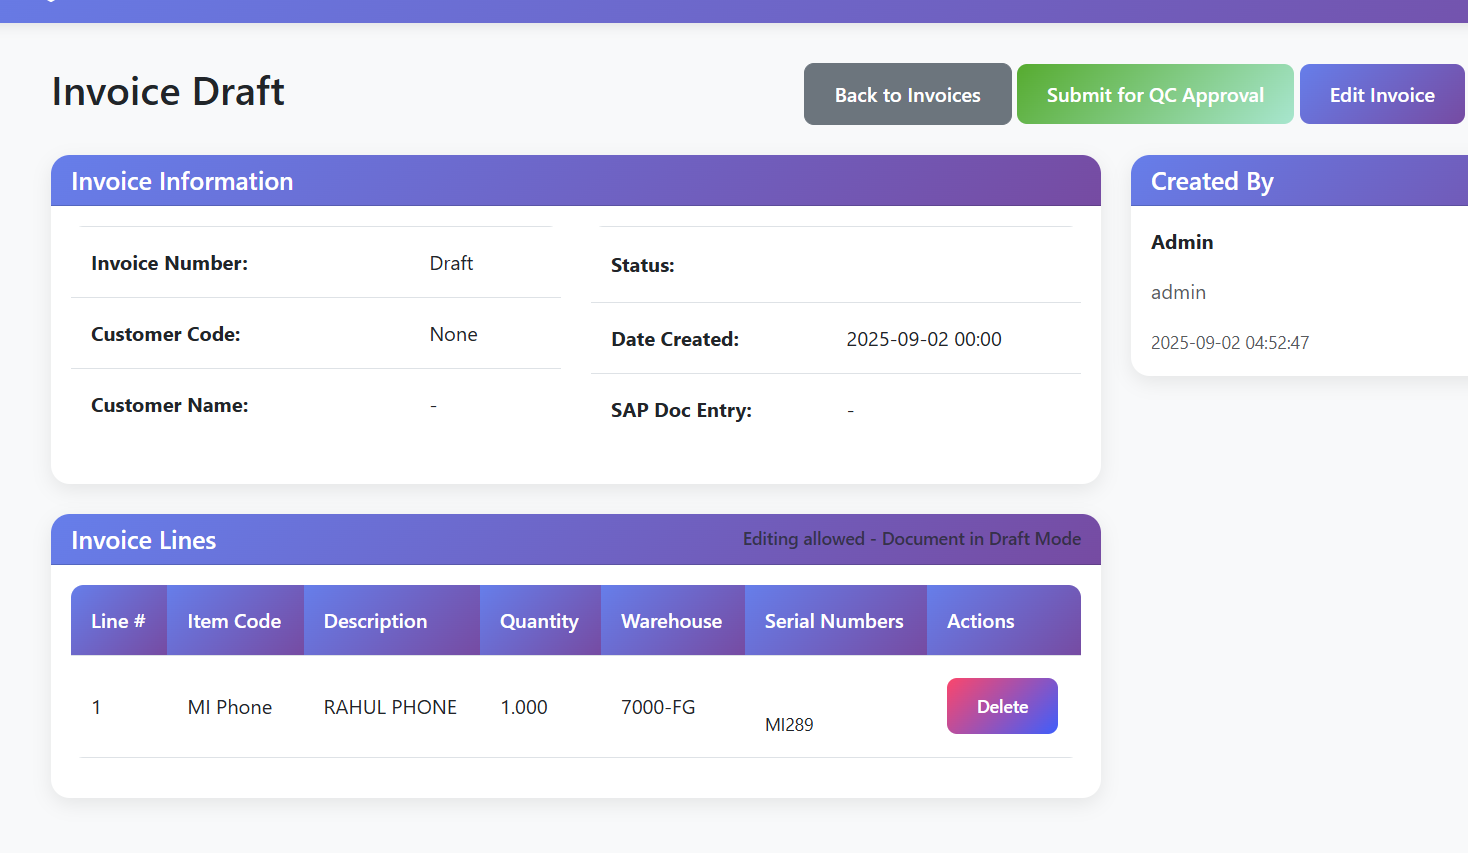 Invoice Draft
Back to Invoices
Submit for QC Approval
Edit Invoice
Invoice Information
Invoice Number: Draft
Customer Code: None
Customer Name: -
Status:
Date Created: 2025-09-02 00:00
SAP Doc Entry: -
Created By
Admin
admin
2025-09-02 04:52:47
Invoice Lines
Editing allowed - Document in Draft Mode
Line # Item Code Description Quantity Warehouse Serial Numbers Actions
1 MI Phone RAHUL PHONE 1.000 7000-FG MI289 Delete